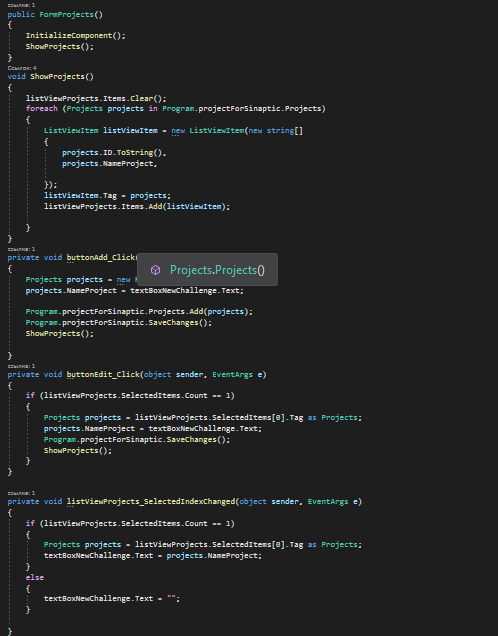 ссылка: 1
public FormProjects()
{
InitializeComponent();
ShowProjects();
}
Ссылок: 4
void ShowProjects()
{
listViewProjects.Items.Clear();
foreach (Projects projects in Program.projectForSinaptic.Projects)
{
ListViewItem listViewItem = new ListViewItem(new string[]
{
projects.ID.ToString(),
projects.NameProject,
});
listViewItem.Tag = projects;
listViewProjects.Items.Add(listViewItem);
}
}
ссылка: 1
private void buttonAdd_Click(
Projects.Projects()
{
Projects projects = new
projects.NameProject = textBoxNewChallenge.Text;
Program.projectForSinaptic.Projects.Add(projects);
Program.projectForSinaptic.SaveChanges();
ShowProjects();
}
ссылка: 1
private void buttonEdit_Click(object sender, EventArgs e)
{
if (listViewProjects.SelectedItems.Count == 1)
{
Projects projects = listViewProjects.SelectedItems[0].Tag as Projects;
projects.NameProject = textBoxNewChallenge.Text;
Program.projectForSinaptic.SaveChanges();
ShowProjects();
}
}
ссылка: 1
private void listViewProjects_SelectedIndexChanged(object sender, EventArgs e)
{
if (listViewProjects.SelectedItems.Count == 1)
{
Projects projects = listViewProjects.SelectedItems[0].Tag as Projects;
textBoxNewChallenge.Text = projects.NameProject;
}
else
{
textBoxNewChallenge.Text = "";
}
}